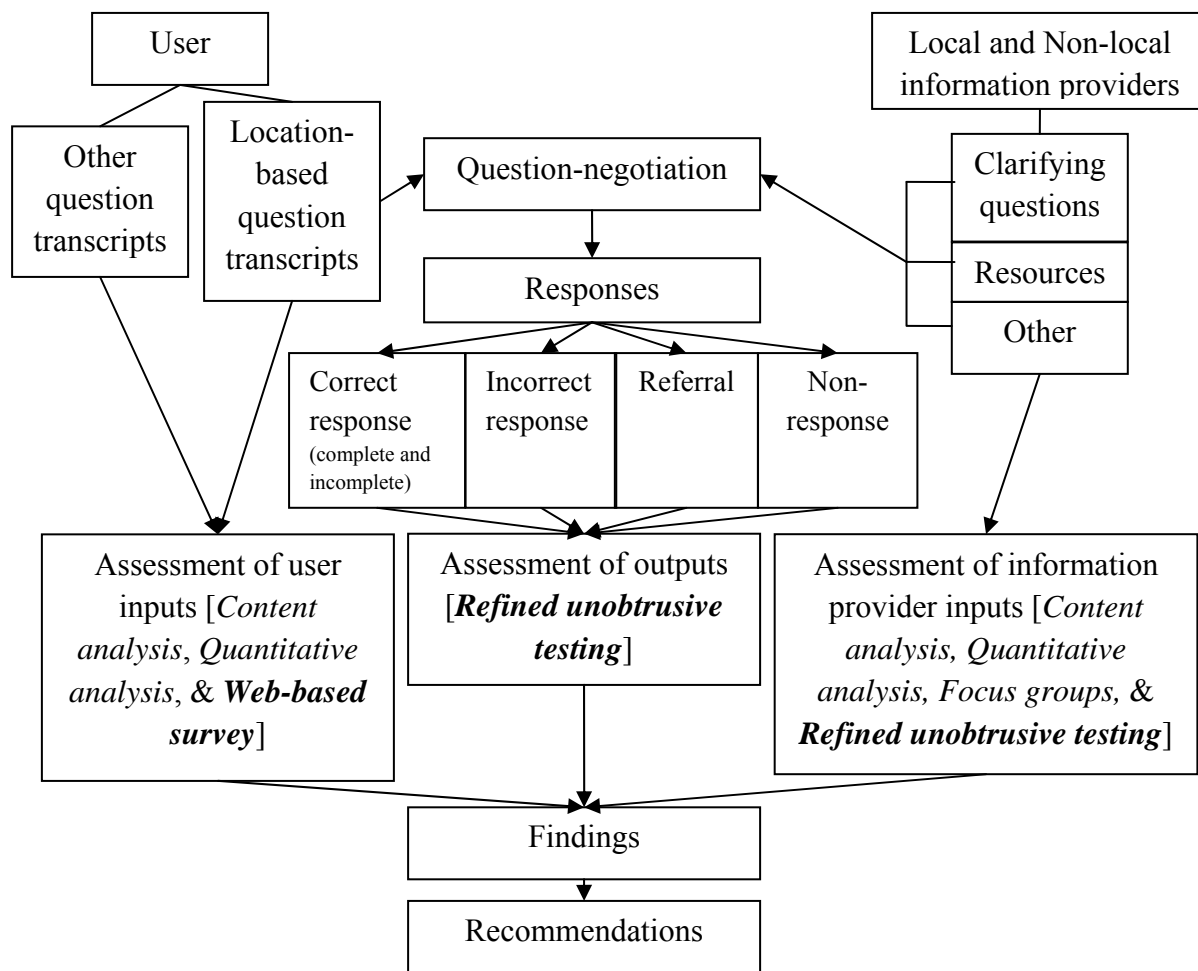 User
Local and Non-local
information providers
Other
question
transcripts
Location-
based
question
transcripts
Question-negotiation
Clarifying
questions
Resources
Other
Responses
Correct
response
(complete and
incomplete)
Incorrect
response
Referral
Non-
response
Assessment of user
inputs [Content
analysis, Quantitative
analysis, & Web-based
survey]
Assessment of outputs
[Refined unobtrusive
testing]
Assessment of information
provider inputs [Content
analysis, Quantitative
analysis, Focus groups, &
Refined unobtrusive testing]
Findings
Recommendations